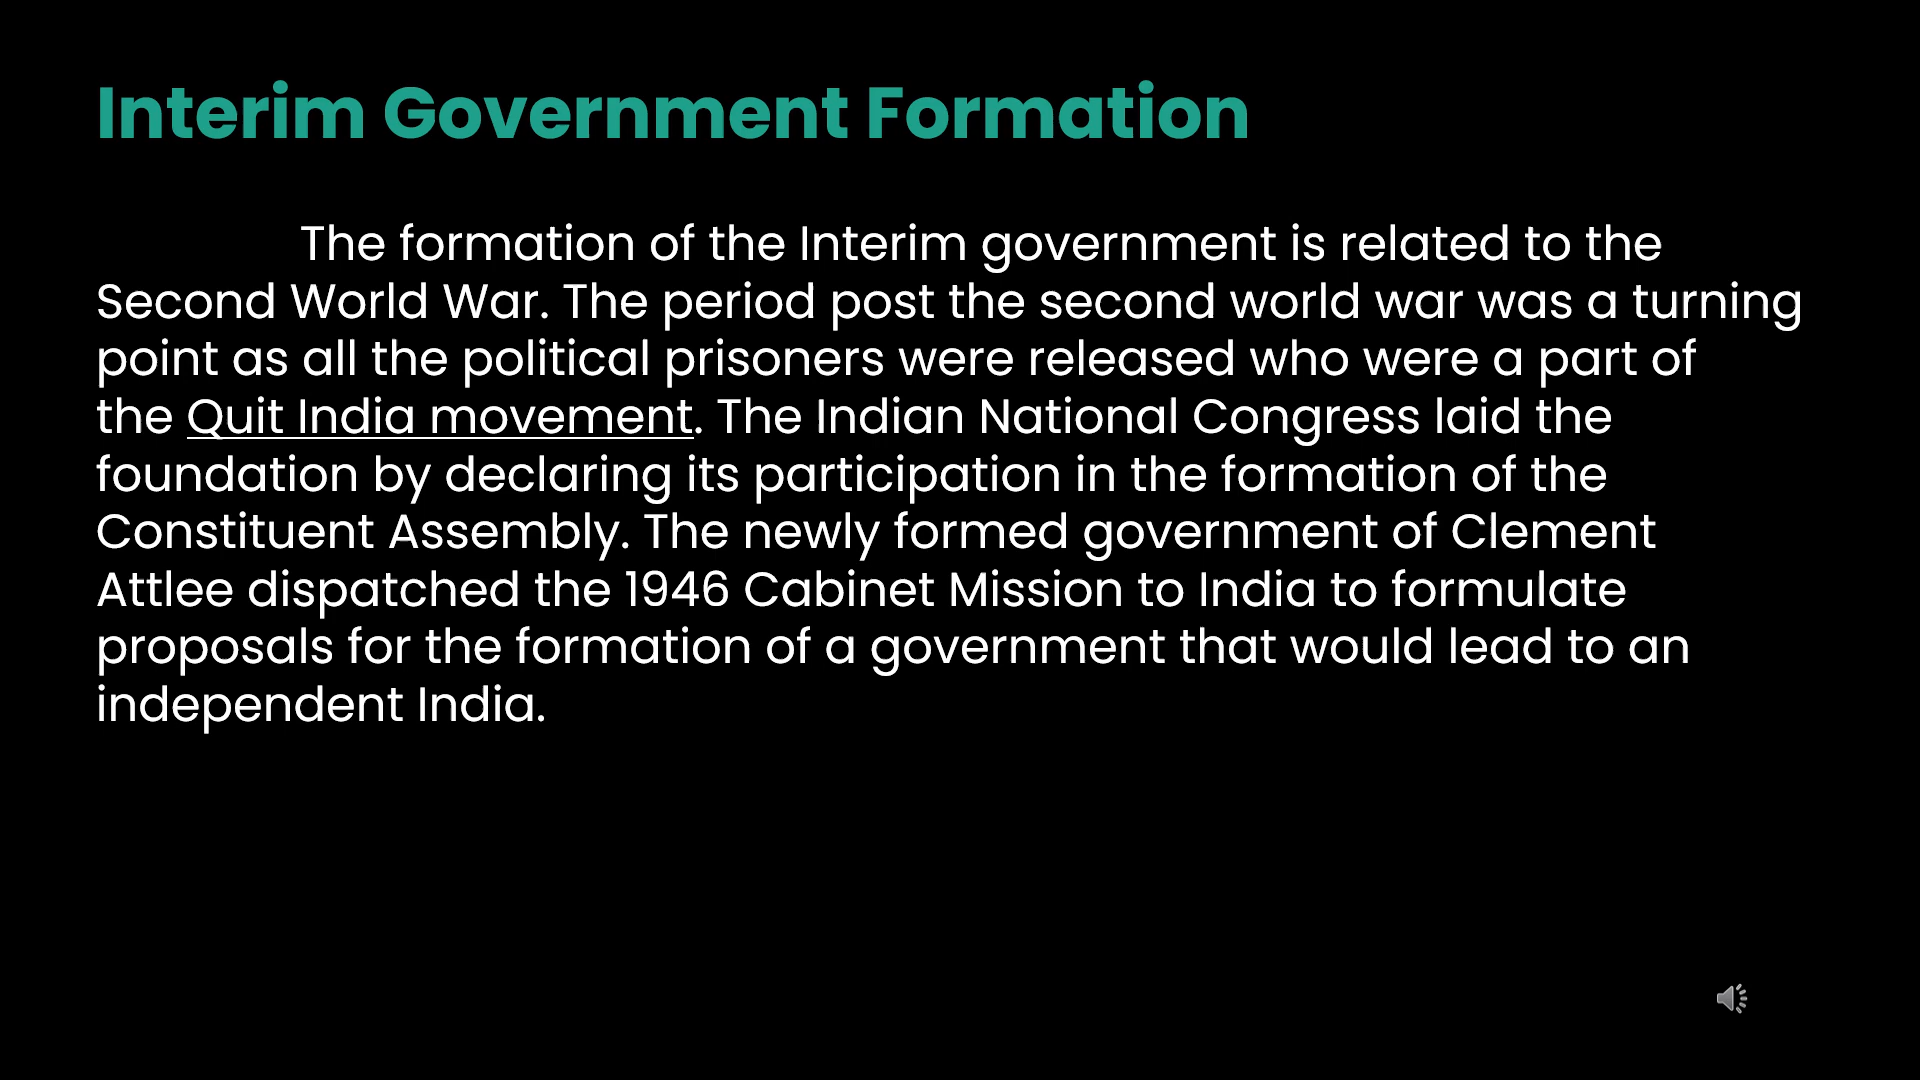 Interim Government Formation
The formation of the Interim government is related to the
Second World War. The period post the second world war was a turning
point as all the political prisoners were released who were a part of
the Quit India movement. The Indian National Congress laid the
foundation by declaring its participation in the formation of the
Constituent Assembly. The newly formed government of Clement
Attlee dispatched the 1946 Cabinet Mission to India to formulate
proposals for the formation of a government that would lead to an
independent India.